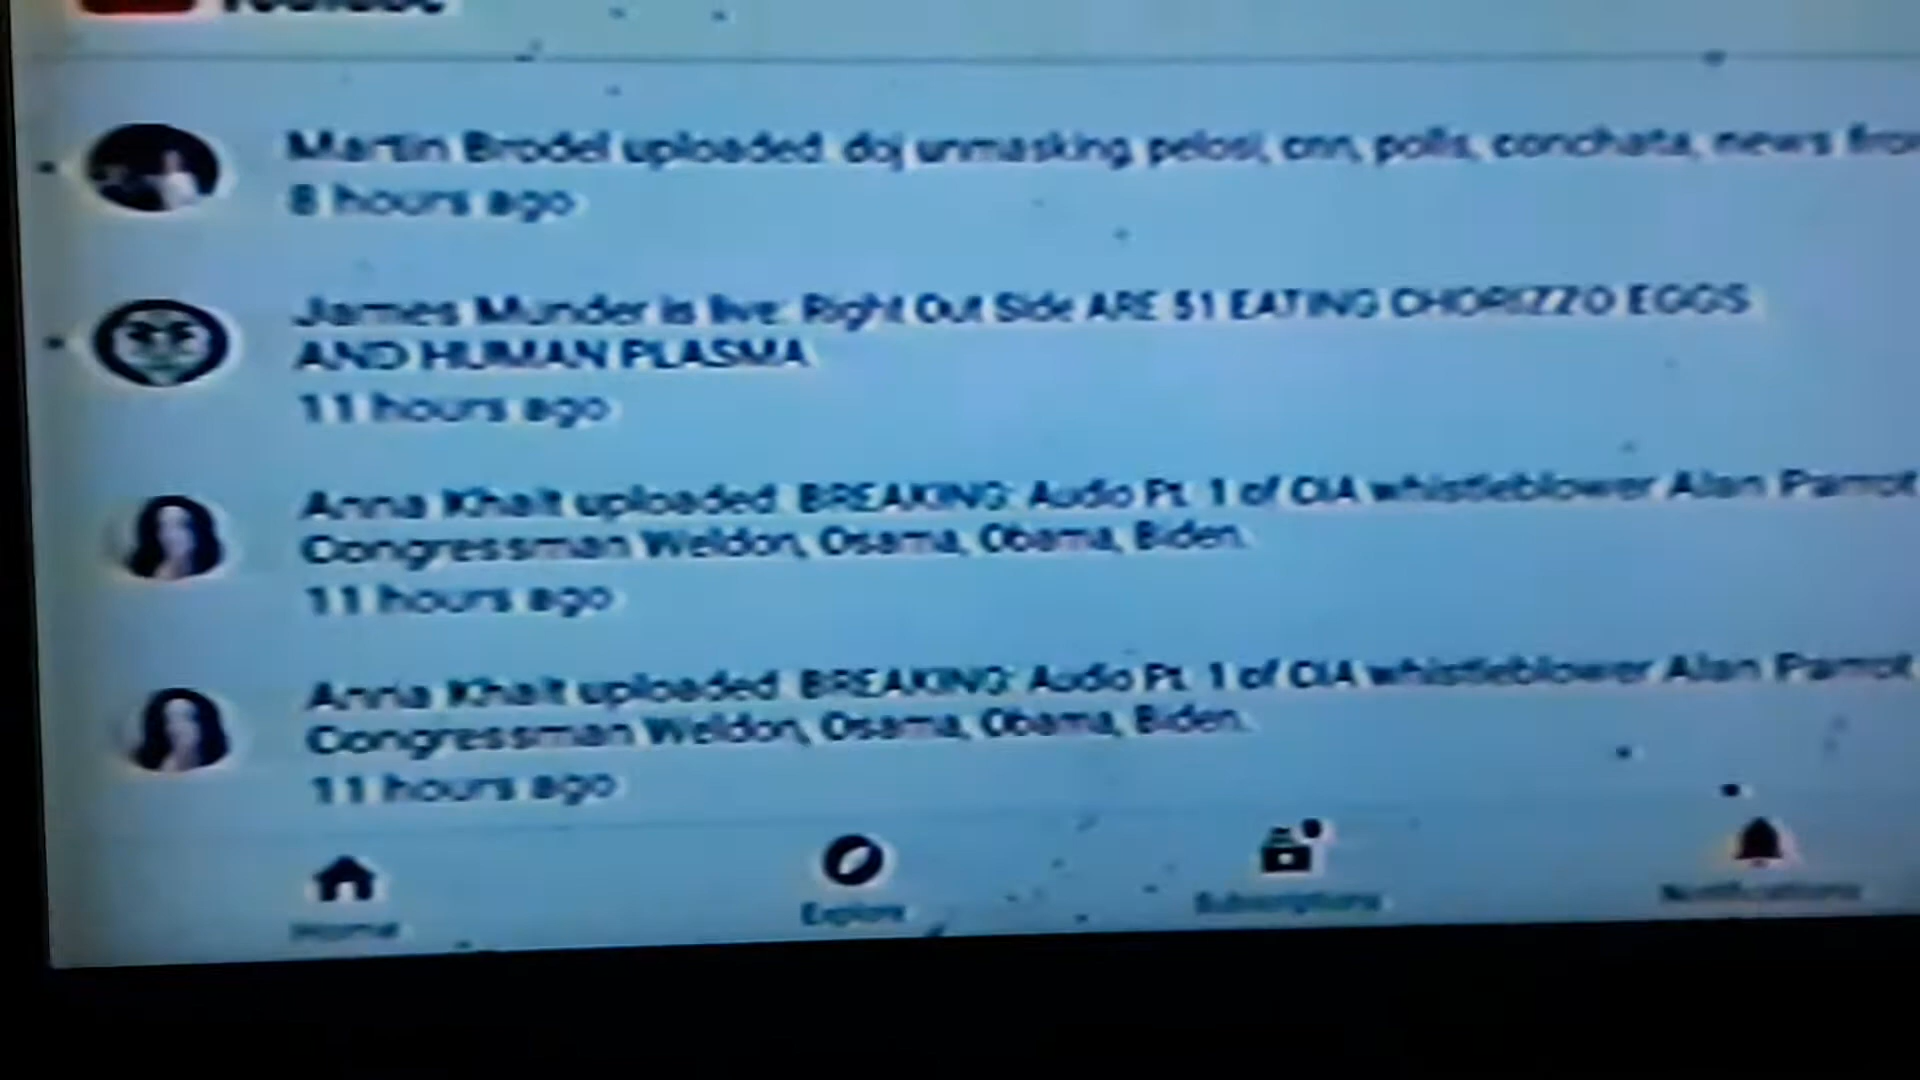 YouTube
Martin Brodel uploaded: doj unmasking pelosi, cnn, polls, conchata, news
8 hours ago
James Munder is live: Right Out Side ARE 51 EATING CHORIZZO EGGS
AND HUMAN PLASMA
11 hours ago
Anna Khait uploaded: BREAKING: Audio Pt. 1 of CIA whistleblower Alan Parrot
Congressman Weldon, Osama, Obama, Biden.
11 hours ago
Anna Khait uploaded: BREAKING: Audio Pt. 1 of CIA whistleblower Alan Parrot
Congressman Weldon, Osama, Obama, Biden.
11 hours ago
Home Explore Subscriptions Notifications